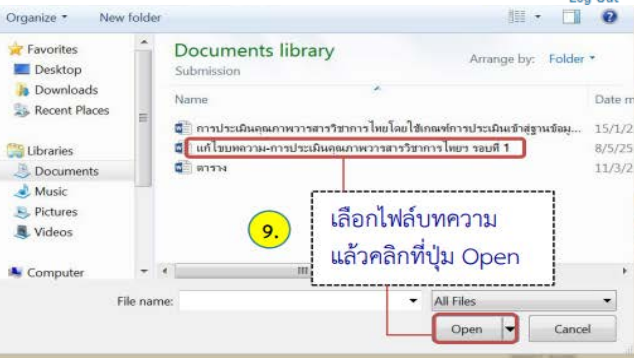 Log Out
Organize New folder
Favorites
Desktop
Downloads
Recent Places
Libraries
Documents
Music
Pictures
Videos
Computer
Documents library
Submission
Arrange by: Folder
Name Date m
การประเมินคุณภาพวารสารวิชาการไทยโดยใช้เกณฑ์การประเมินเข้าสู่ฐานข้อมู... 15/1/2
แก้ไขบทความ-การประเมินคุณภาพวารสารวิชาการไทยฯ รอบที่ 1 8/5/25
ตาราง 11/3/2
9.
เลือกไฟล์บทความ
แล้วคลิกที่ปุ่ม Open
File name: All Files
Open Cancel